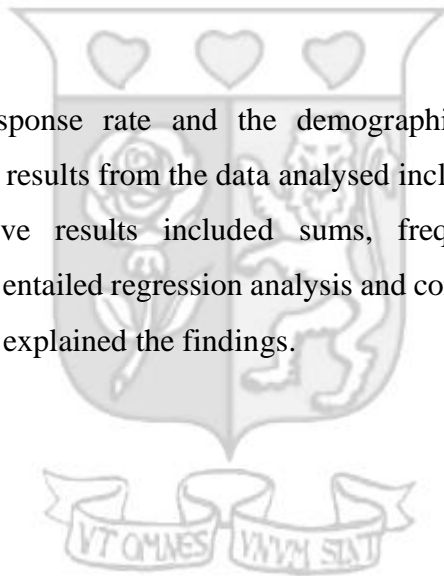 sponse rate and the demographi
results from the data analysed incl
ve results included sums, freq
entailed regression analysis and co
explained the findings.
VT OMNES VNVM SINT